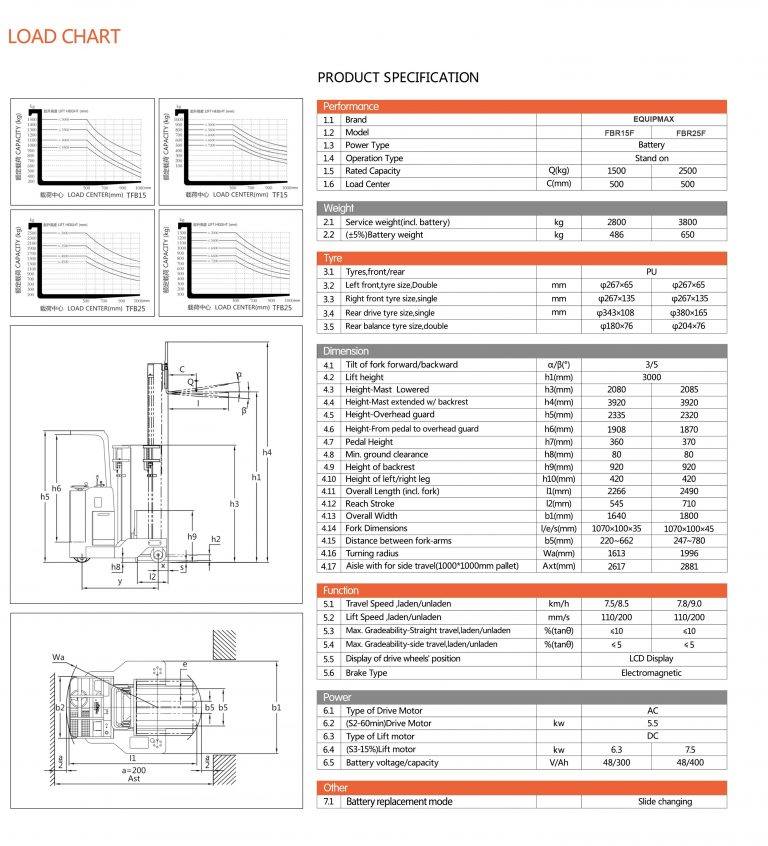 LOAD CHART
PRODUCT SPECIFICATION
kg 起升高度 LIFT HEIGHT (mm)
额定载荷 CAPACITY (kg)
500 600 700 1000mm
载荷中心 LOAD CENTER(mm) TFB15
kg 起升高度 LIFT HEIGHT (mm)
额定载荷 CAPACITY (kg)
500 600 700 1000mm
载荷中心 LOAD CENTER(mm) TF15
kg 起升高度 LIFT HEIGHT (mm)
额定载荷 CAPACITY (kg)
500 600 1000mm
载荷中心 LOAD CENTER(mm) TFB25
kg 起升高度 LIFT HEIGHT (mm)
额定载荷 CAPACITY (kg)
500 600 700 1000mm
载荷中心 LOAD CENTER(mm) TFB25
C
Q
α
β
l
h4
h1
h3
h5
h6
h9
h2
h8
x
s
l2
y
Wa
e
b2
b5
b5
b1
l1
a/2
a/2
a=200
Ast
Performance
1.1 Brand EQUIPMAX
1.2 Model FBR15F FBR25F
1.3 Power Type Battery
1.4 Operation Type Stand on
1.5 Rated Capacity Q(kg) 1500 2500
1.6 Load Center C(mm) 500 500
Weight
2.1 Service weight(incl. battery) kg 2800 3800
2.2 (±5%)Battery weight kg 486 650
Tyre
3.1 Tyres,front/rear PU
3.2 Left front,tyre size,Double mm φ267×65 φ267×65
3.3 Right front tyre size,single mm φ267×135 φ267×135
3.4 Rear drive tyre size,single mm φ343×108 φ380×165
3.5 Rear balance tyre size,double φ180×76 φ204×76
Dimension
4.1 Tilt of fork forward/backward α/β(°) 3/5
4.2 Lift height h1(mm) 3000
4.3 Height-Mast Lowered h3(mm) 2080 2085
4.4 Height-Mast extended w/ backrest h4(mm) 3920 3920
4.5 Height-Overhead guard h5(mm) 2335 2320
4.6 Height-From pedal to overhead guard h6(mm) 1908 1870
4.7 Pedal Height h7(mm) 360 370
4.8 Min. ground clearance h8(mm) 80 80
4.9 Height of backrest h9(mm) 920 920
4.10 Height of left/right leg h10(mm) 420 420
4.11 Overall Length (incl. fork) l1(mm) 2266 2490
4.12 Reach Stroke l2(mm) 545 710
4.13 Overall Width b1(mm) 1640 1800
4.14 Fork Dimensions l/e/s(mm) 1070×100×35 1070×100×45
4.15 Distance between fork-arms b5(mm) 220~662 247~780
4.16 Turning radius Wa(mm) 1613 1996
4.17 Aisle with for side travel(1000*1000mm pallet) Axt(mm) 2617 2881
Function
5.1 Travel Speed ,laden/unladen km/h 7.5/8.5 7.8/9.0
5.2 Lift Speed ,laden/unladen mm/s 110/200 110/200
5.3 Max. Gradeability-Straight travel,laden/unladen %(tanθ) ≤10 ≤10
5.4 Max. Gradeability-side travel,laden/unladen %(tanθ) ≤ 5 ≤ 5
5.5 Display of drive wheels' position LCD Display
5.6 Brake Type Electromagnetic
Power
6.1 Type of Drive Motor AC
6.2 (S2-60min)Drive Motor kw 5.5
6.3 Type of Lift motor DC
6.4 (S3-15%)Lift motor kw 6.3 7.5
6.5 Battery voltage/capacity V/Ah 48/300 48/400
Other
7.1 Battery replacement mode Slide changing